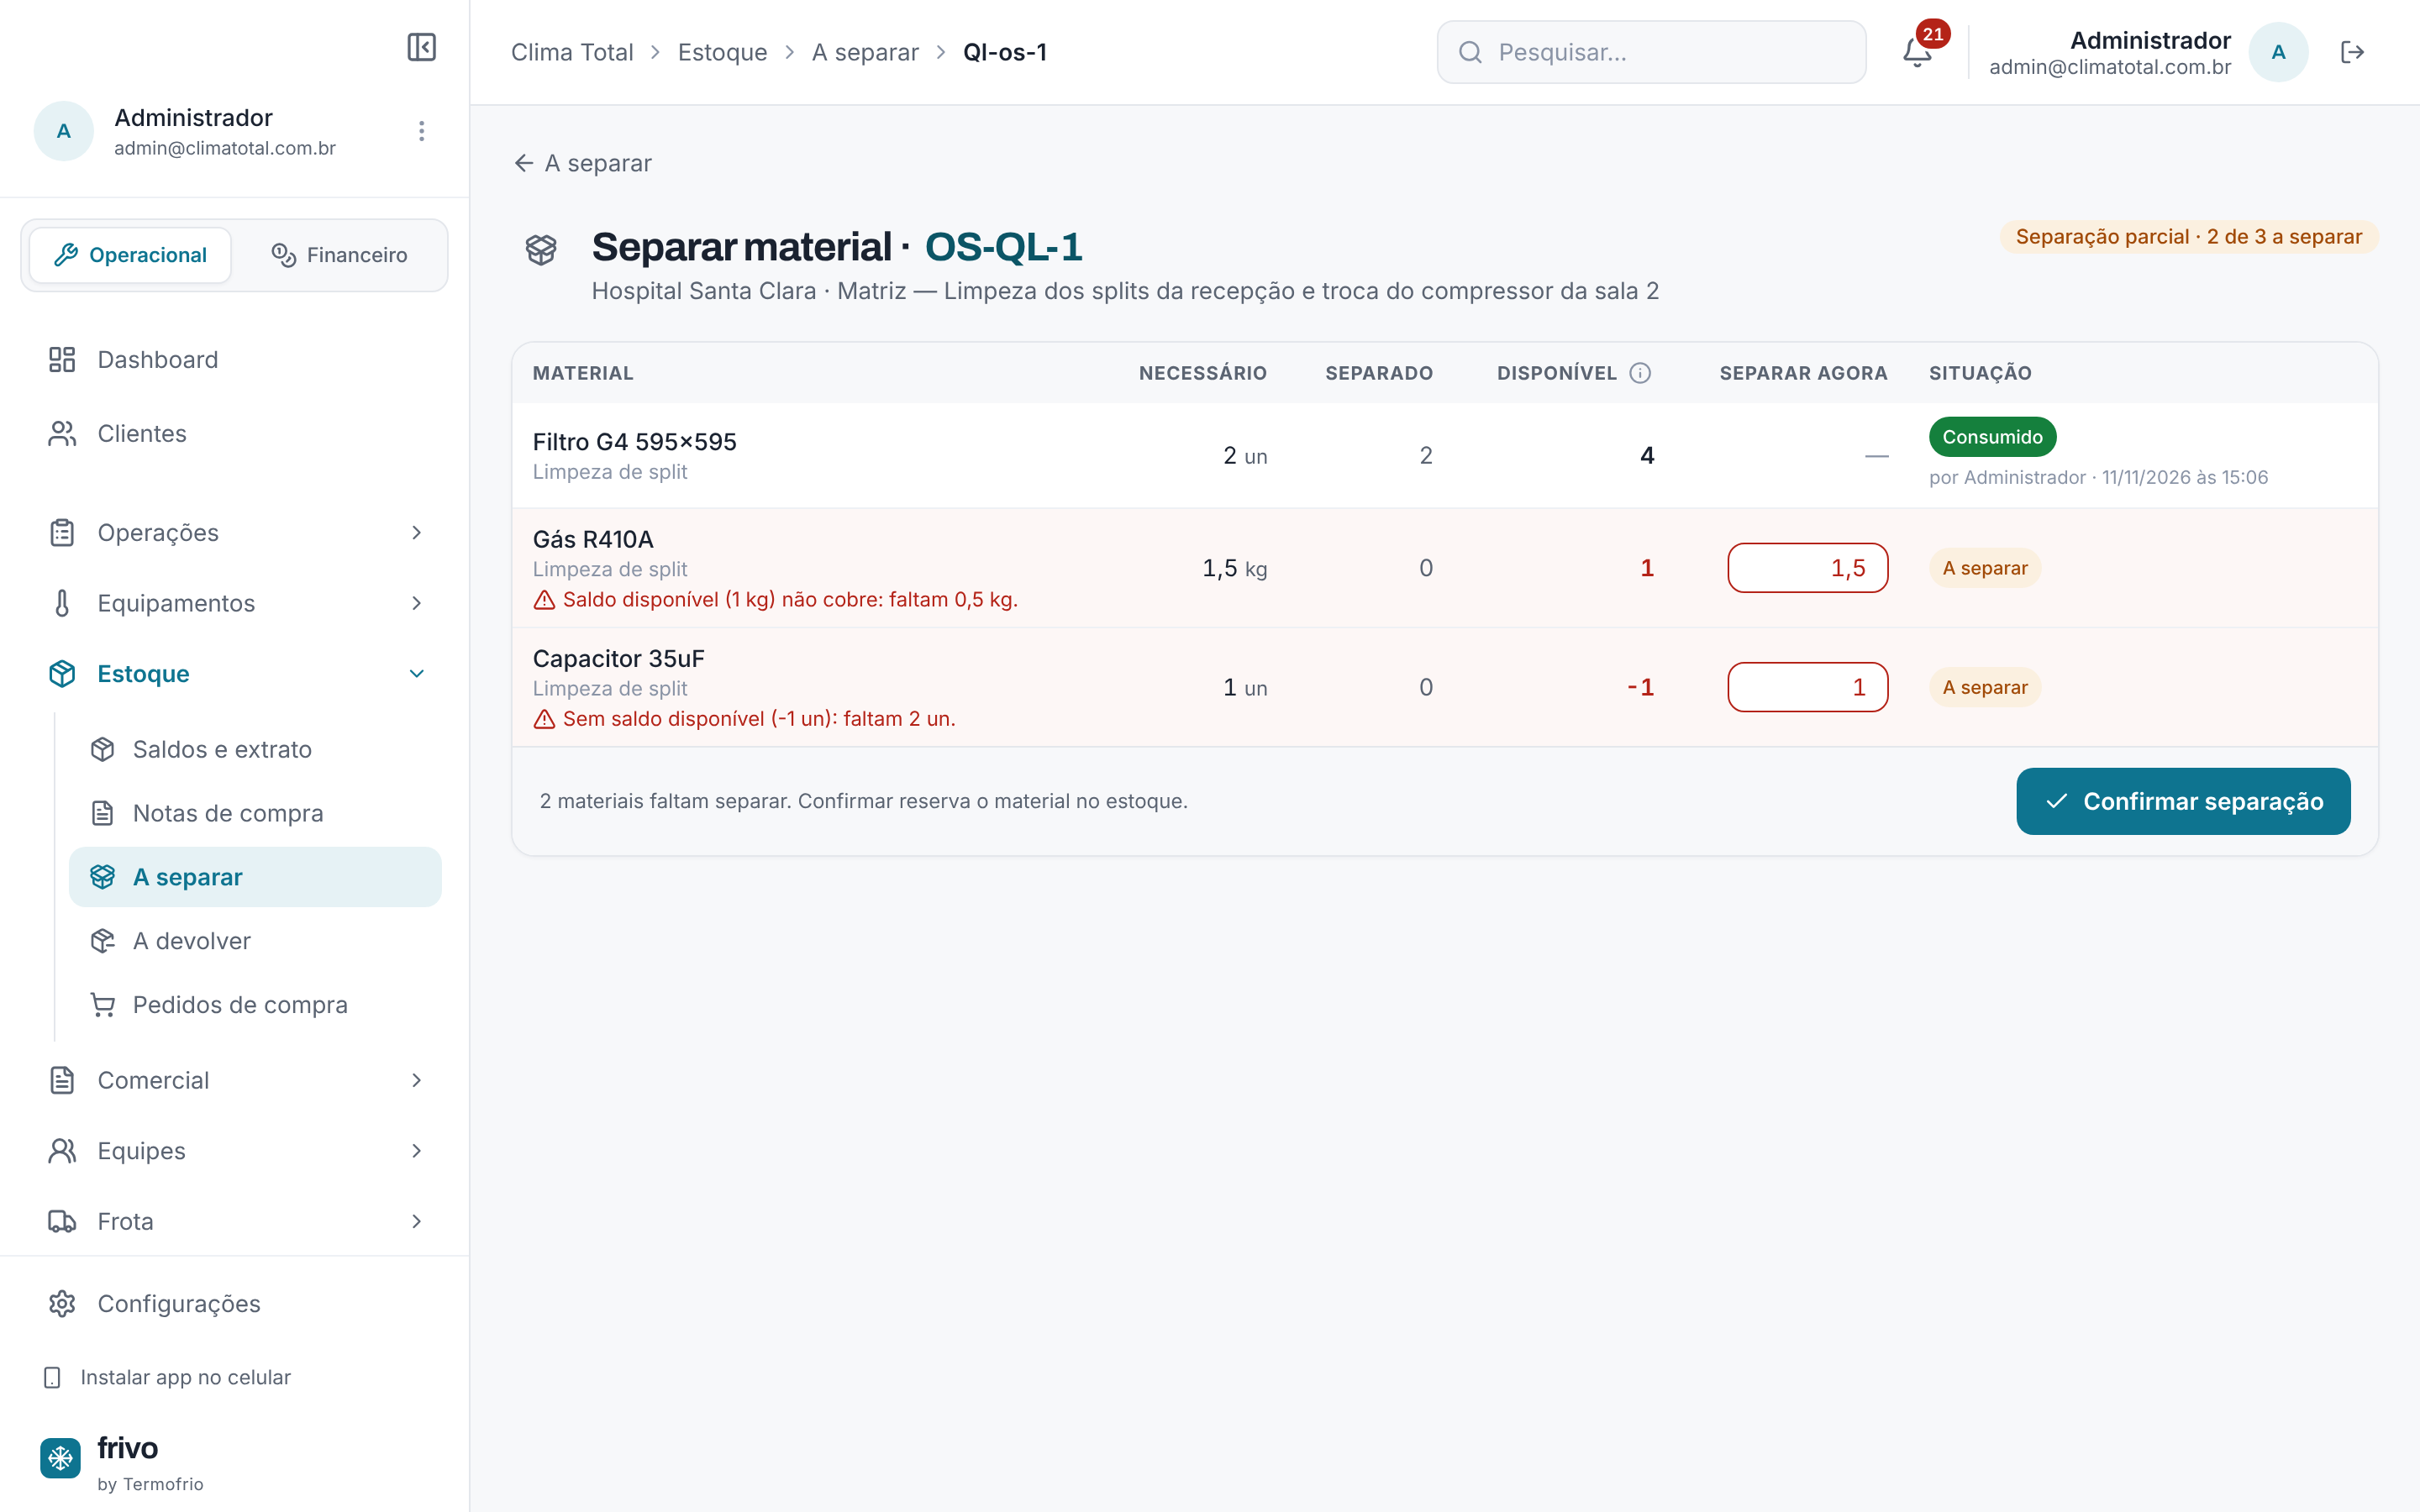 Administrador
admin@climatotal.com.br
Operacional
Financeiro
Dashboard
Clientes
Operações
Equipamentos
Estoque
Saldos e extrato
Notas de compra
A separar
A devolver
Pedidos de compra
Comercial
Equipes
Frota
Configurações
Instalar app no celular
frivo
by Termofrio
Clima Total > Estoque > A separar > Ql-os-1
Pesquisar...
21
Administrador
admin@climatotal.com.br
A
A
← A separar
Separar material · OS-QL-1
Hospital Santa Clara · Matriz — Limpeza dos splits da recepção e troca do compressor da sala 2
Separação parcial · 2 de 3 a separar
MATERIAL NECESSÁRIO SEPARADO DISPONÍVEL SEPARAR AGORA SITUAÇÃO
Filtro G4 595×595
Limpeza de split
2 un 2 4 —
Consumido
por Administrador · 11/11/2026 às 15:06
Gás R410A
Limpeza de split
Saldo disponível (1 kg) não cobre: faltam 0,5 kg.
1,5 kg 0 1 1,5 A separar
Capacitor 35uF
Limpeza de split
Sem saldo disponível (-1 un): faltam 2 un.
1 un 0 -1 1 A separar
2 materiais faltam separar. Confirmar reserva o material no estoque.
Confirmar separação